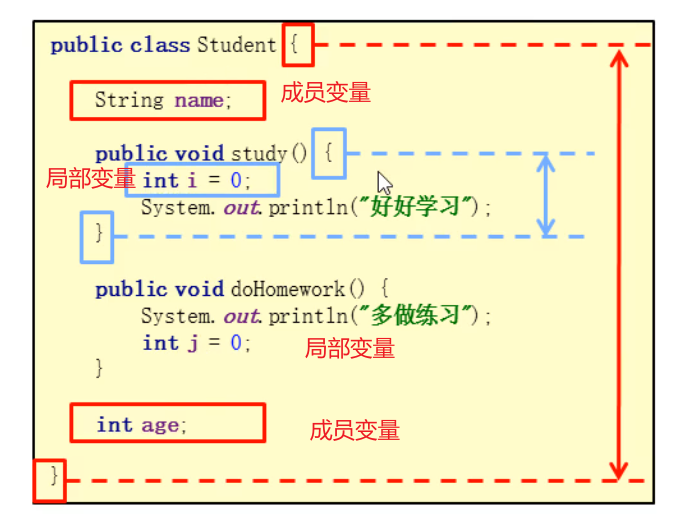 public class Student {
String name; 成员变量
public void study() {
局部变量 int i = 0;
System.out.println("好好学习");
}
public void doHomework() {
System.out.println("多做练习");
int j = 0; 局部变量
}
int age; 成员变量
}